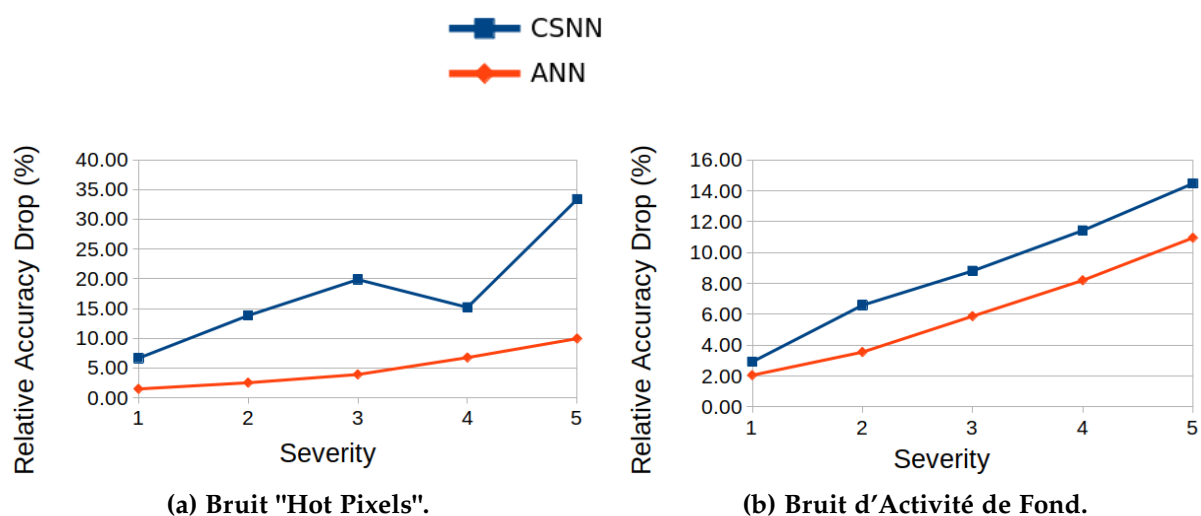 CSNN
ANN
Relative Accuracy Drop (%)
40.00
35.00
30.00
25.00
20.00
15.00
10.00
5.00
0.00
1 2 3 4 5
Severity
(a) Bruit "Hot Pixels".
Relative Accuracy Drop (%)
16.00
14.00
12.00
10.00
8.00
6.00
4.00
2.00
0.00
1 2 3 4 5
Severity
(b) Bruit d’Activité de Fond.